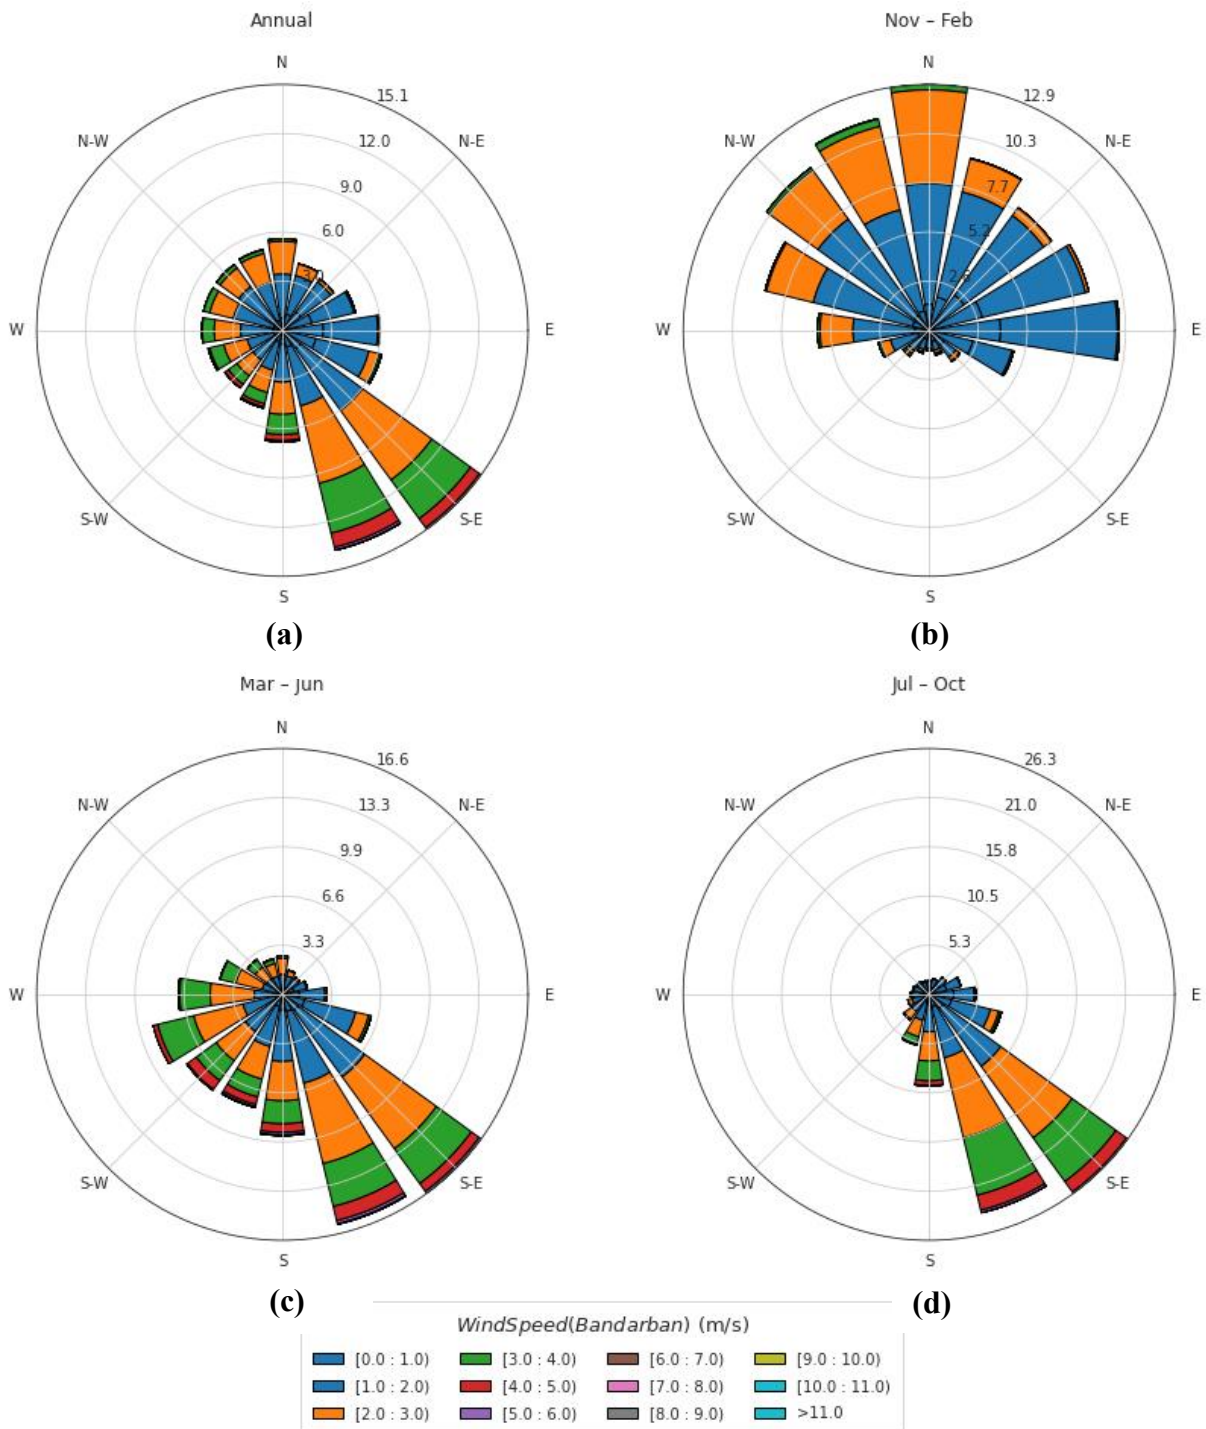 Annual
N
15.1
N-W
N-E
12.0
9.0
6.0
3.0
W
E
S-W
S-E
S
(a)
Nov – Feb
N
12.9
N-W
N-E
10.3
7.7
5.2
2.6
W
E
S-W
S-E
S
(b)
Mar – Jun
N
16.6
N-W
N-E
13.3
9.9
6.6
3.3
W
E
S-W
S-E
S
(c)
Jul – Oct
N
26.3
N-W
N-E
21.0
15.8
10.5
5.3
W
E
S-W
S-E
S
(d)
WindSpeed(Bandarban) (m/s)
[0.0 : 1.0)
[1.0 : 2.0)
[2.0 : 3.0)
[3.0 : 4.0)
[4.0 : 5.0)
[5.0 : 6.0)
[6.0 : 7.0)
[7.0 : 8.0)
[8.0 : 9.0)
[9.0 : 10.0)
[10.0 : 11.0)
>11.0